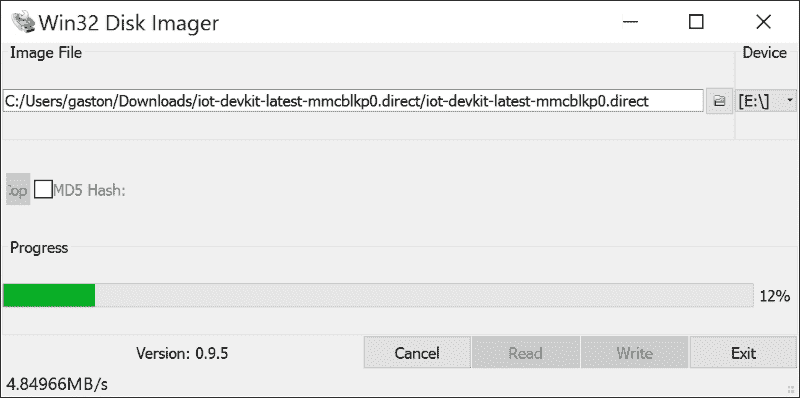 Win32 Disk Imager
Image File
Device
C:/Users/gaston/Downloads/iot-devkit-latest-mmcblkp0.direct/iot-devkit-latest-mmcblkp0.direct
[E:\]
MD5 Hash:
Progress
12%
Version: 0.9.5
Cancel
Read
Write
Exit
4.84966MB/s